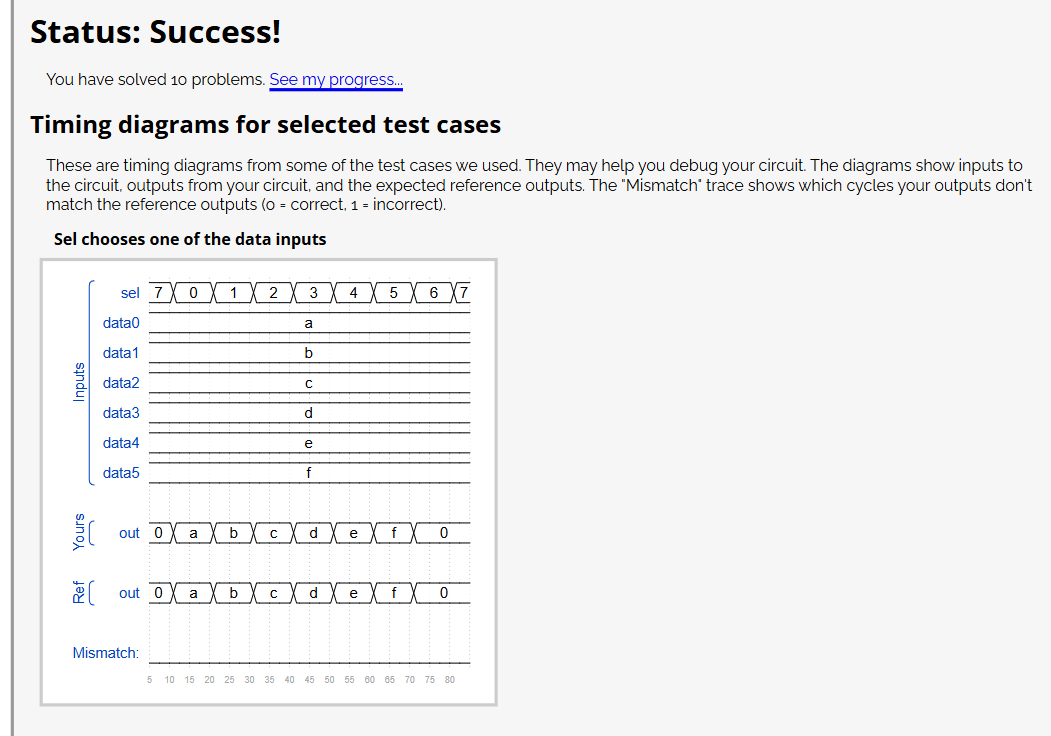 Status: Success!
You have solved 10 problems. See my progress...
Timing diagrams for selected test cases
These are timing diagrams from some of the test cases we used. They may help you debug your circuit. The diagrams show inputs to
the circuit, outputs from your circuit, and the expected reference outputs. The "Mismatch" trace shows which cycles your outputs don't
match the reference outputs (0 = correct, 1 = incorrect).
Sel chooses one of the data inputs
Inputs
sel 7 0 1 2 3 4 5 6 7
data0 a
data1 b
data2 c
data3 d
data4 e
data5 f
Yours
out 0 a b c d e f 0
Ref
out 0 a b c d e f 0
Mismatch:
5 10 15 20 25 30 35 40 45 50 55 60 65 70 75 80